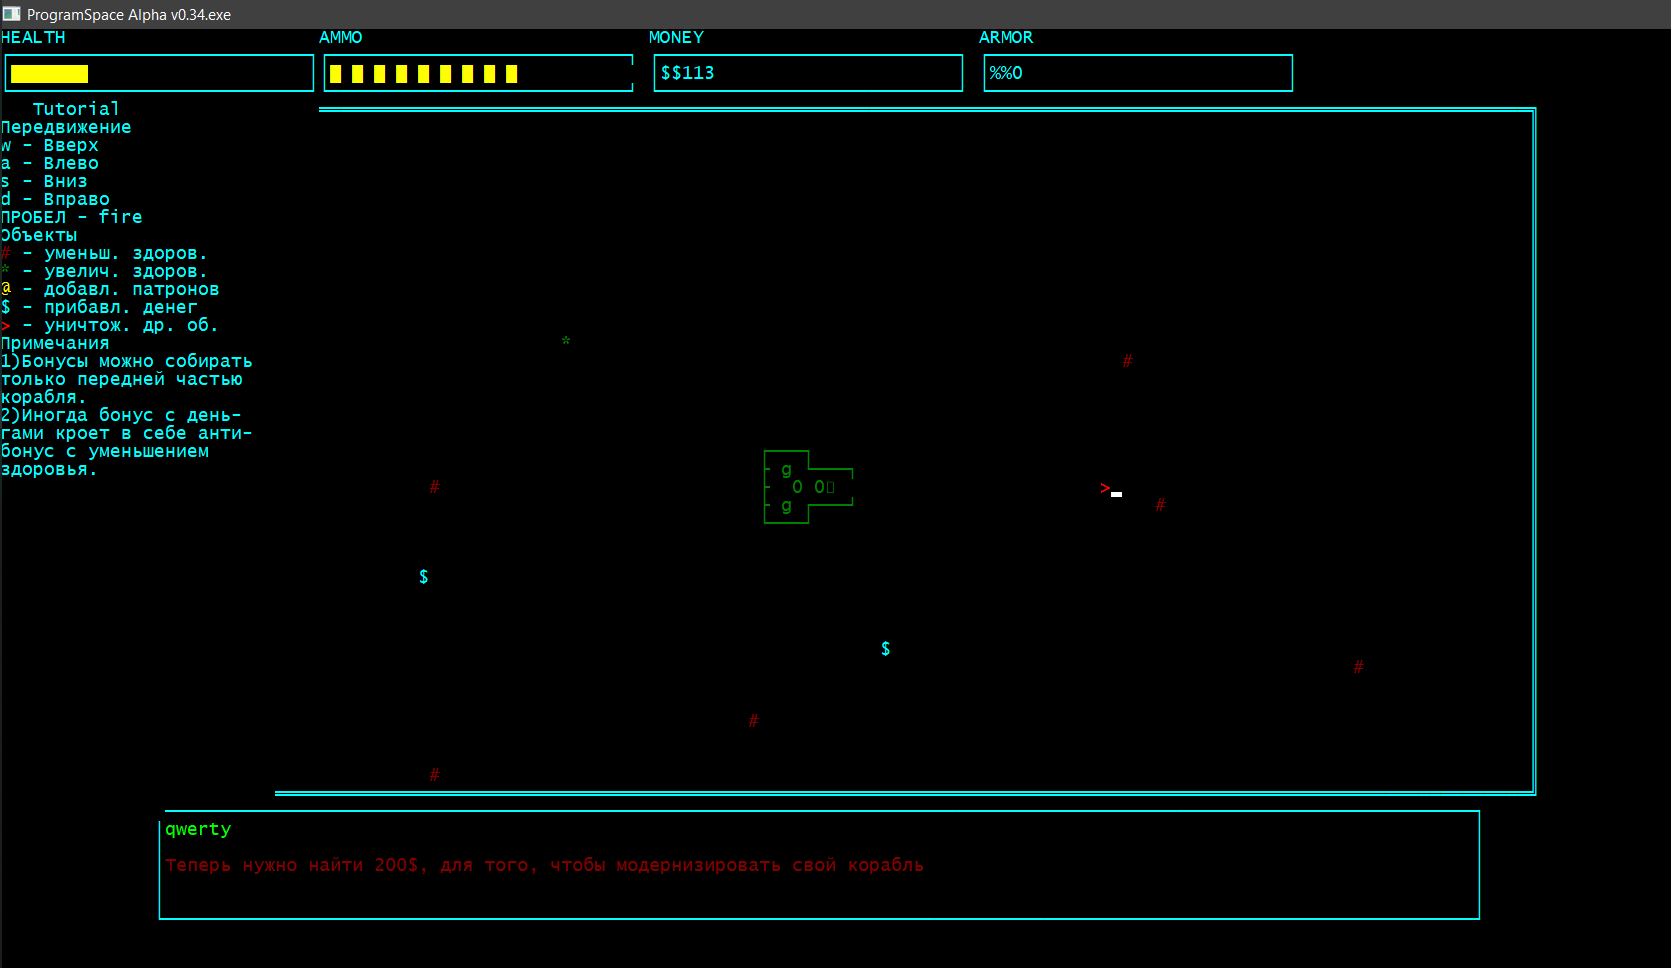 ProgramSpace Alpha v0.34.exe
HEALTH AMMO MONEY ARMOR
$$113 %%0
Tutorial
Передвижение
w - Вверх
a - Влево
s - Вниз
d - Вправо
ПРОБЕЛ - fire
Объекты
# - уменьш. здоров.
* - увелич. здоров.
@ - добавл. патронов
$ - прибавл. денег
> - уничтож. др. об.
Примечания
1)Бонусы можно собирать
только передней частью
корабля.
2)Иногда бонус с день-
гами кроет в себе анти-
бонус с уменьшением
здоровья.
*
#
g
# 0 0 >
g #
$
$
#
#
#
qwerty
Теперь нужно найти 200$, для того, чтобы модернизировать свой корабль